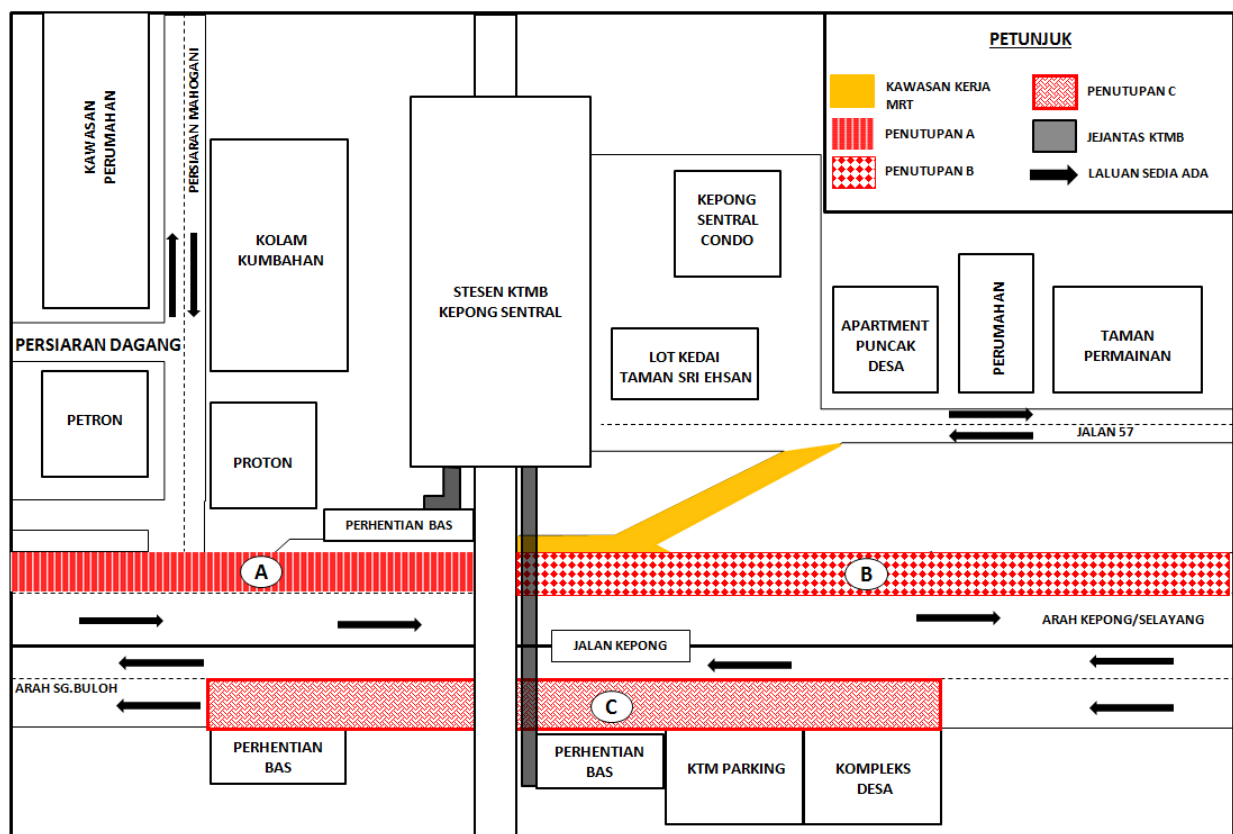 PETUNJUK
KAWASAN KERJA
MRT
PENUTUPAN A
PENUTUPAN B
PENUTUPAN C
JEJANTAS KTMB
LALUAN SEDIA ADA
KAWASAN
PERUMAHAN
PERSIARAN MAHOGANI
KOLAM
KUMBAHAN
STESEN KTMB
KEPONG SENTRAL
KEPONG
SENTRAL
CONDO
PERSIARAN DAGANG
LOT KEDAI
TAMAN SRI EHSAN
APARTMENT
PUNCAK
DESA
PERUMAHAN
TAMAN
PERMAINAN
PETRON
PROTON
JALAN 57
PERHENTIAN BAS
A
B
ARAH KEPONG/SELAYANG
JALAN KEPONG
ARAH SG.BULOH
C
PERHENTIAN
BAS
PERHENTIAN
BAS
KTM PARKING
KOMPLEKS
DESA